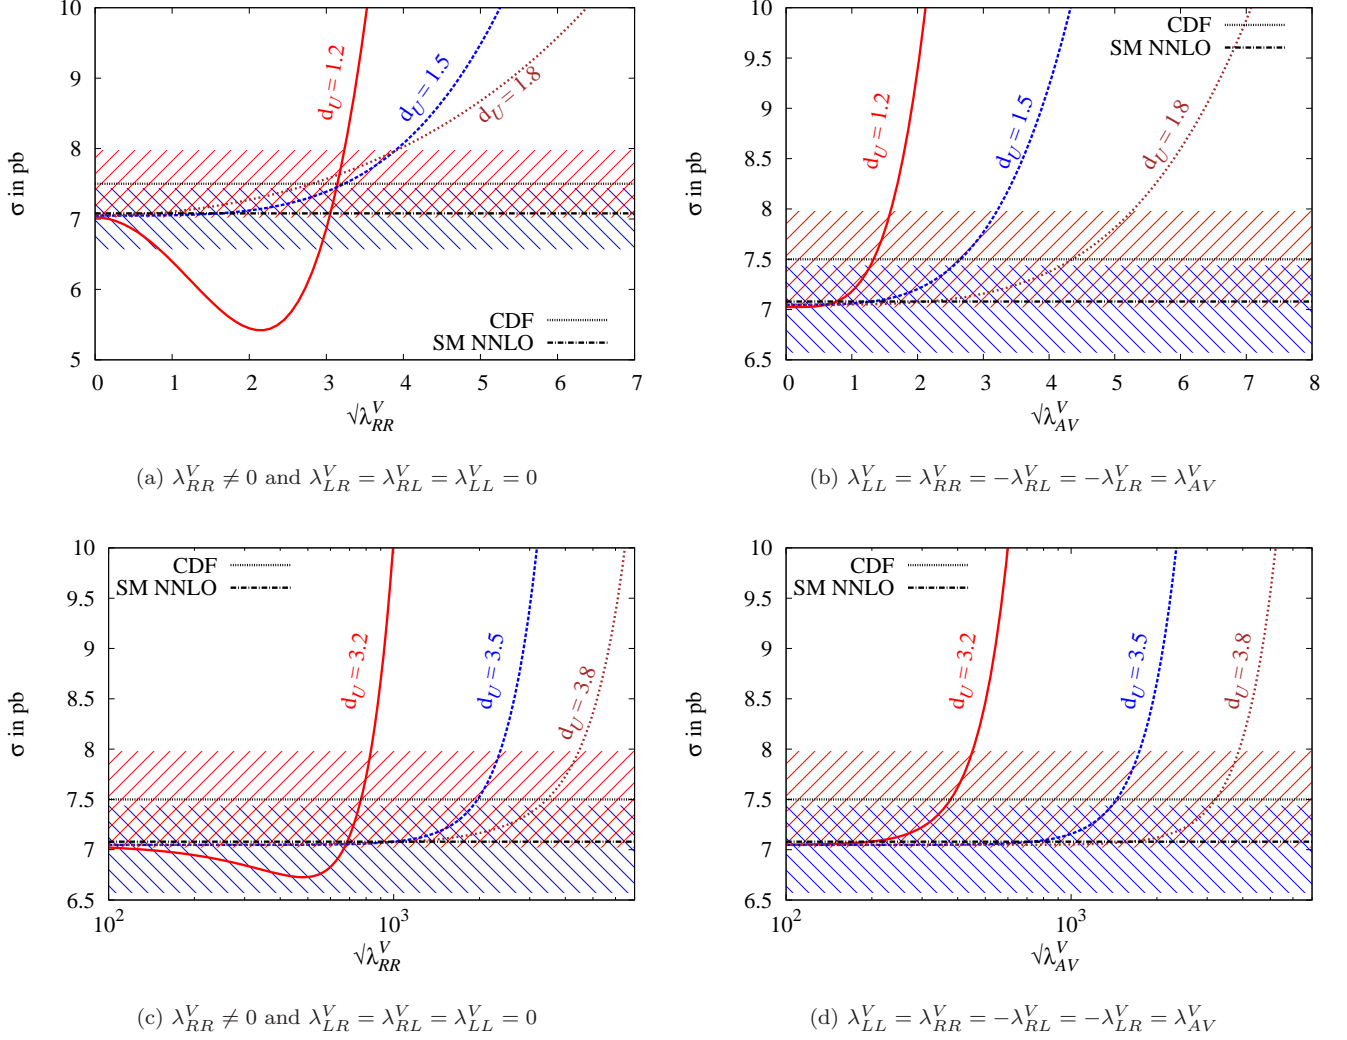 10
9
8
7
6
5
σ in pb
d_U = 1.2
d_U = 1.5
d_U = 1.8
CDF
SM NNLO
0 1 2 3 4 5 6 7
√λ^V_RR
(a) λ^V_RR ≠ 0 and λ^V_LR = λ^V_RL = λ^V_LL = 0
10
9.5
9
8.5
8
7.5
7
6.5
σ in pb
CDF
SM NNLO
d_U = 1.2
d_U = 1.5
d_U = 1.8
0 1 2 3 4 5 6 7 8
√λ^V_AV
(b) λ^V_LL = λ^V_RR = −λ^V_RL = −λ^V_LR = λ^V_AV
10
9.5
9
8.5
8
7.5
7
6.5
σ in pb
CDF
SM NNLO
d_U = 3.2
d_U = 3.5
d_U = 3.8
10^2 10^3
√λ^V_RR
(c) λ^V_RR ≠ 0 and λ^V_LR = λ^V_RL = λ^V_LL = 0
10
9.5
9
8.5
8
7.5
7
6.5
σ in pb
CDF
SM NNLO
d_U = 3.2
d_U = 3.5
d_U = 3.8
10^2 10^3
√λ^V_AV
(d) λ^V_LL = λ^V_RR = −λ^V_RL = −λ^V_LR = λ^V_AV